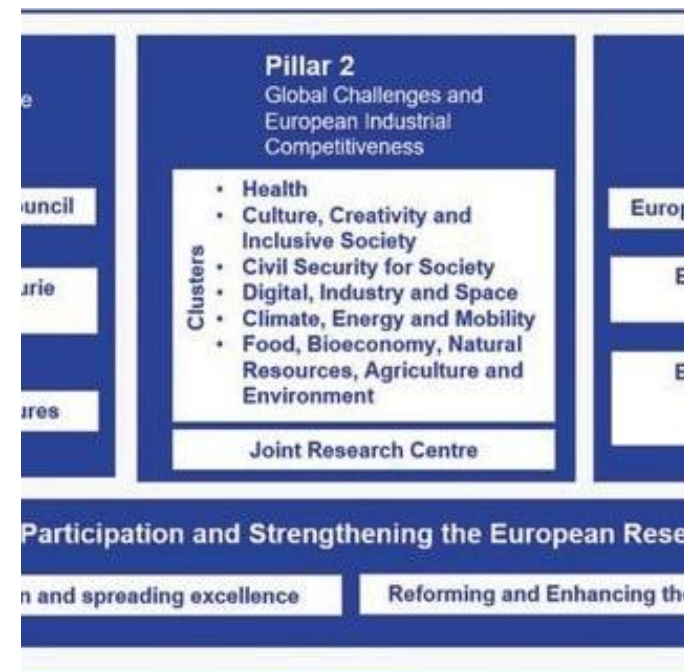 e
uncil
urie
ures
Pillar 2
Global Challenges and
European Industrial
Competitiveness
Clusters
• Health
• Culture, Creativity and
Inclusive Society
• Civil Security for Society
• Digital, Industry and Space
• Climate, Energy and Mobility
• Food, Bioeconomy, Natural
Resources, Agriculture and
Environment
Joint Research Centre
Europ
E
E
Participation and Strengthening the European Rese
n and spreading excellence
Reforming and Enhancing the